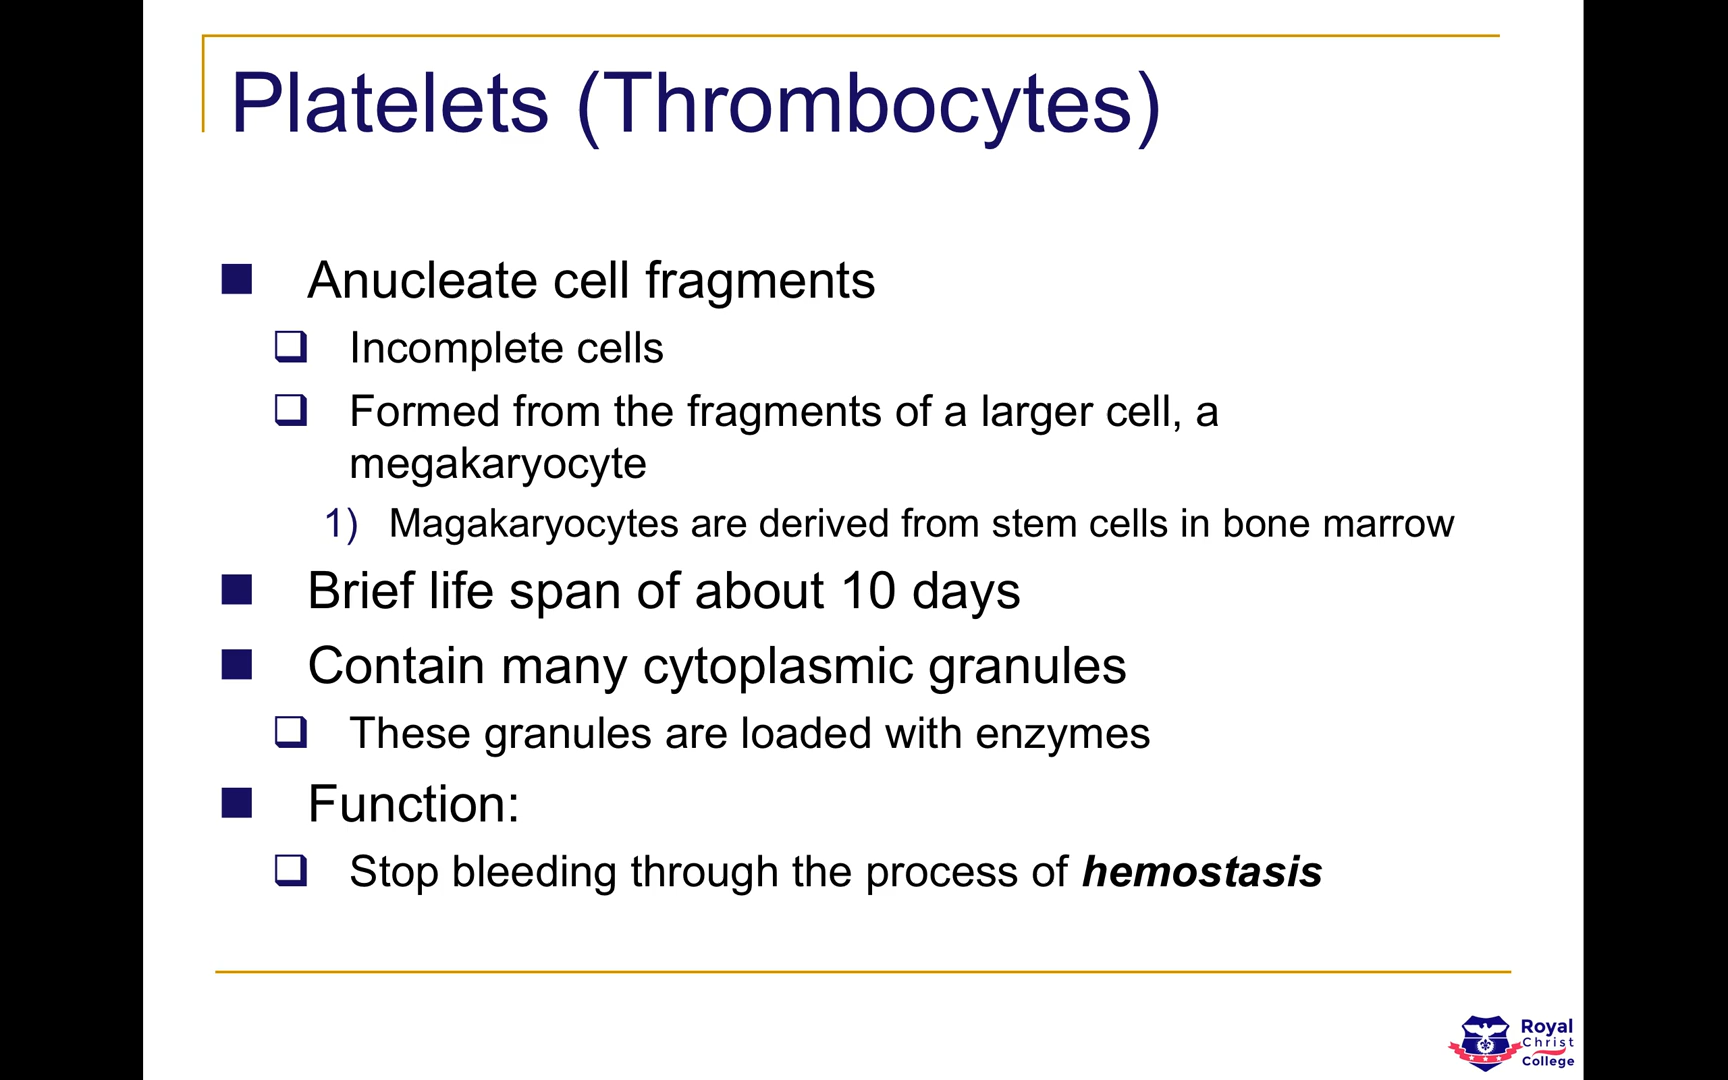 Platelets (Thrombocytes)
Anucleate cell fragments
Incomplete cells
Formed from the fragments of a larger cell, a
megakaryocyte
1) Magakaryocytes are derived from stem cells in bone marrow
Brief life span of about 10 days
Contain many cytoplasmic granules
These granules are loaded with enzymes
Function:
Stop bleeding through the process of hemostasis
Royal
Christ
College